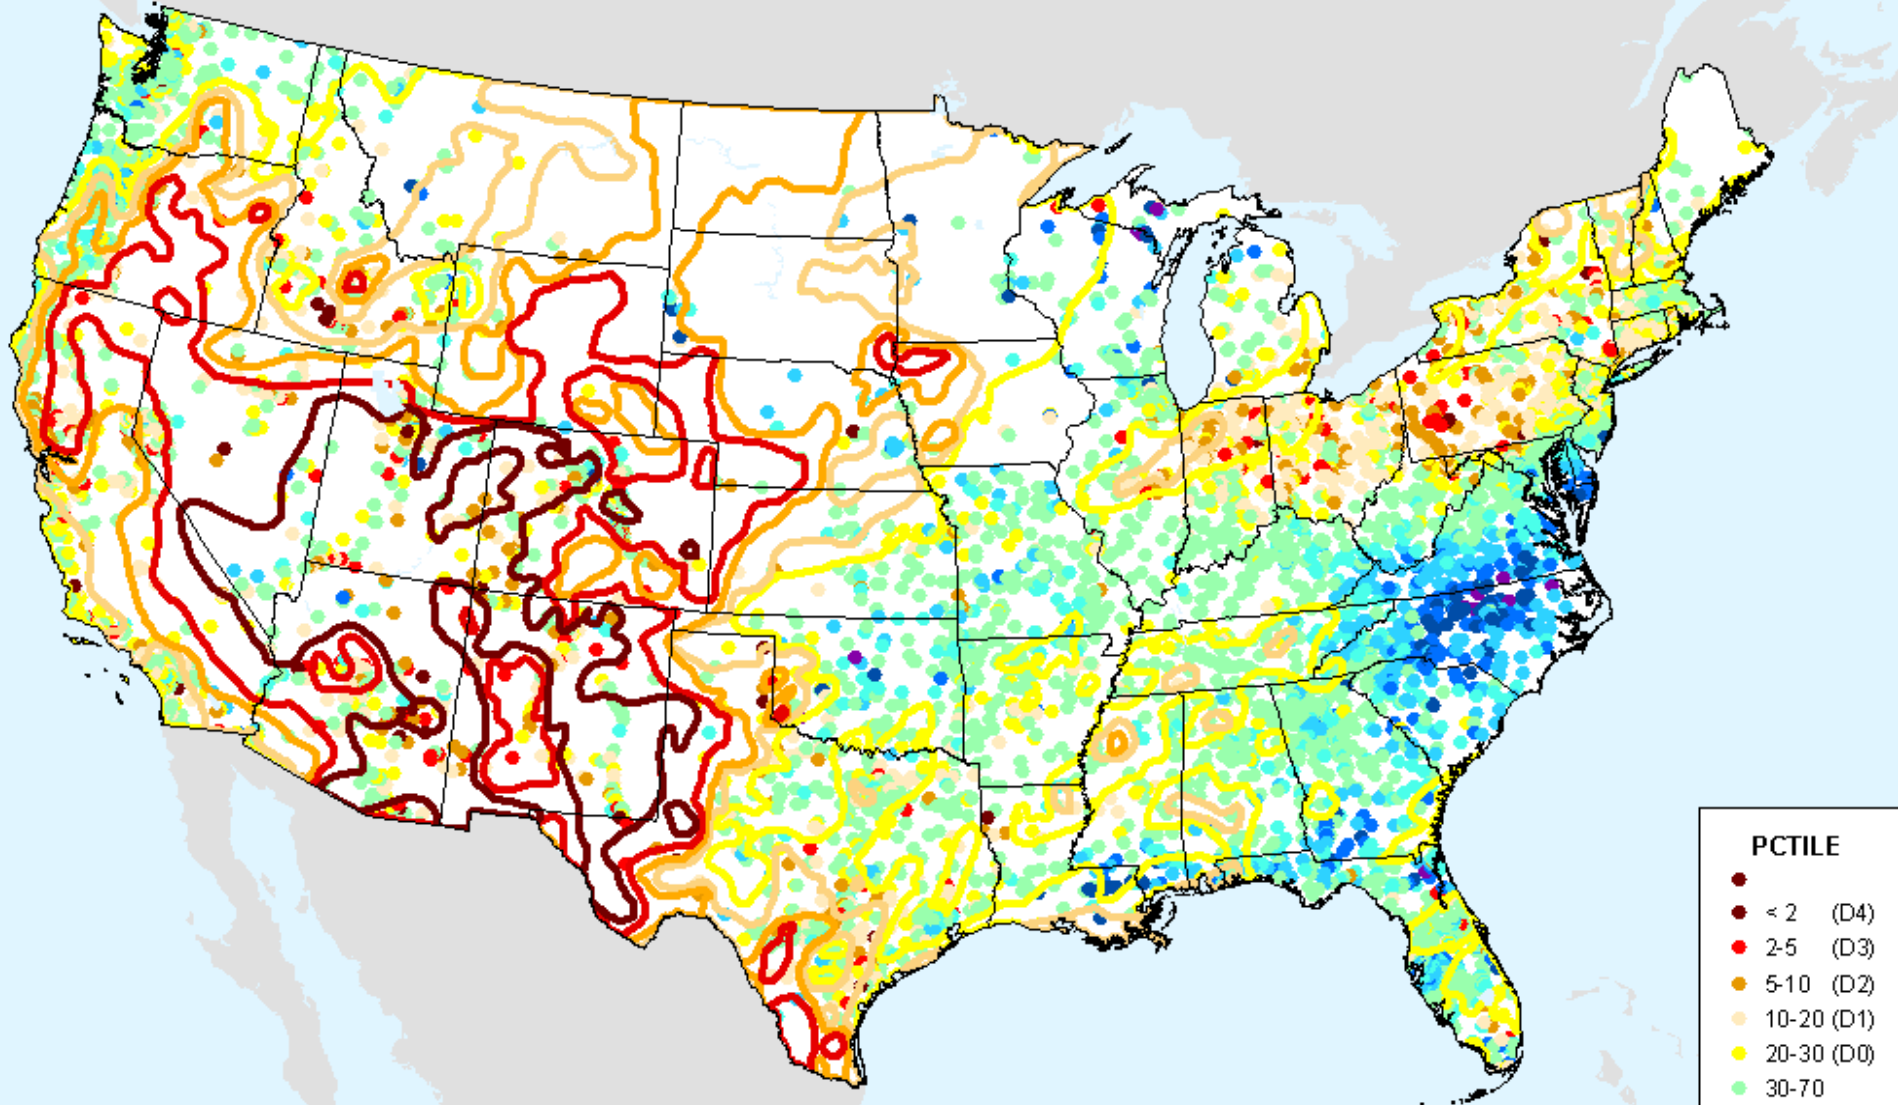 PCTILE
< 2 (D4)
2-5 (D3)
5-10 (D2)
10-20 (D1)
20-30 (D0)
30-70